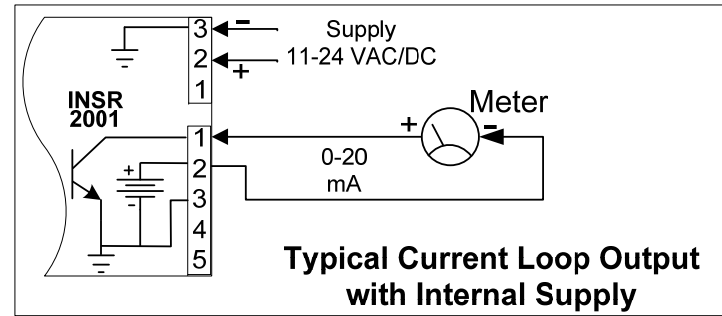 3 - Supply
2 + 11-24 VAC/DC
1
INSR
2001
Meter
1 + -
2 0-20
mA
+
3
-
4
5
Typical Current Loop Output
with Internal Supply